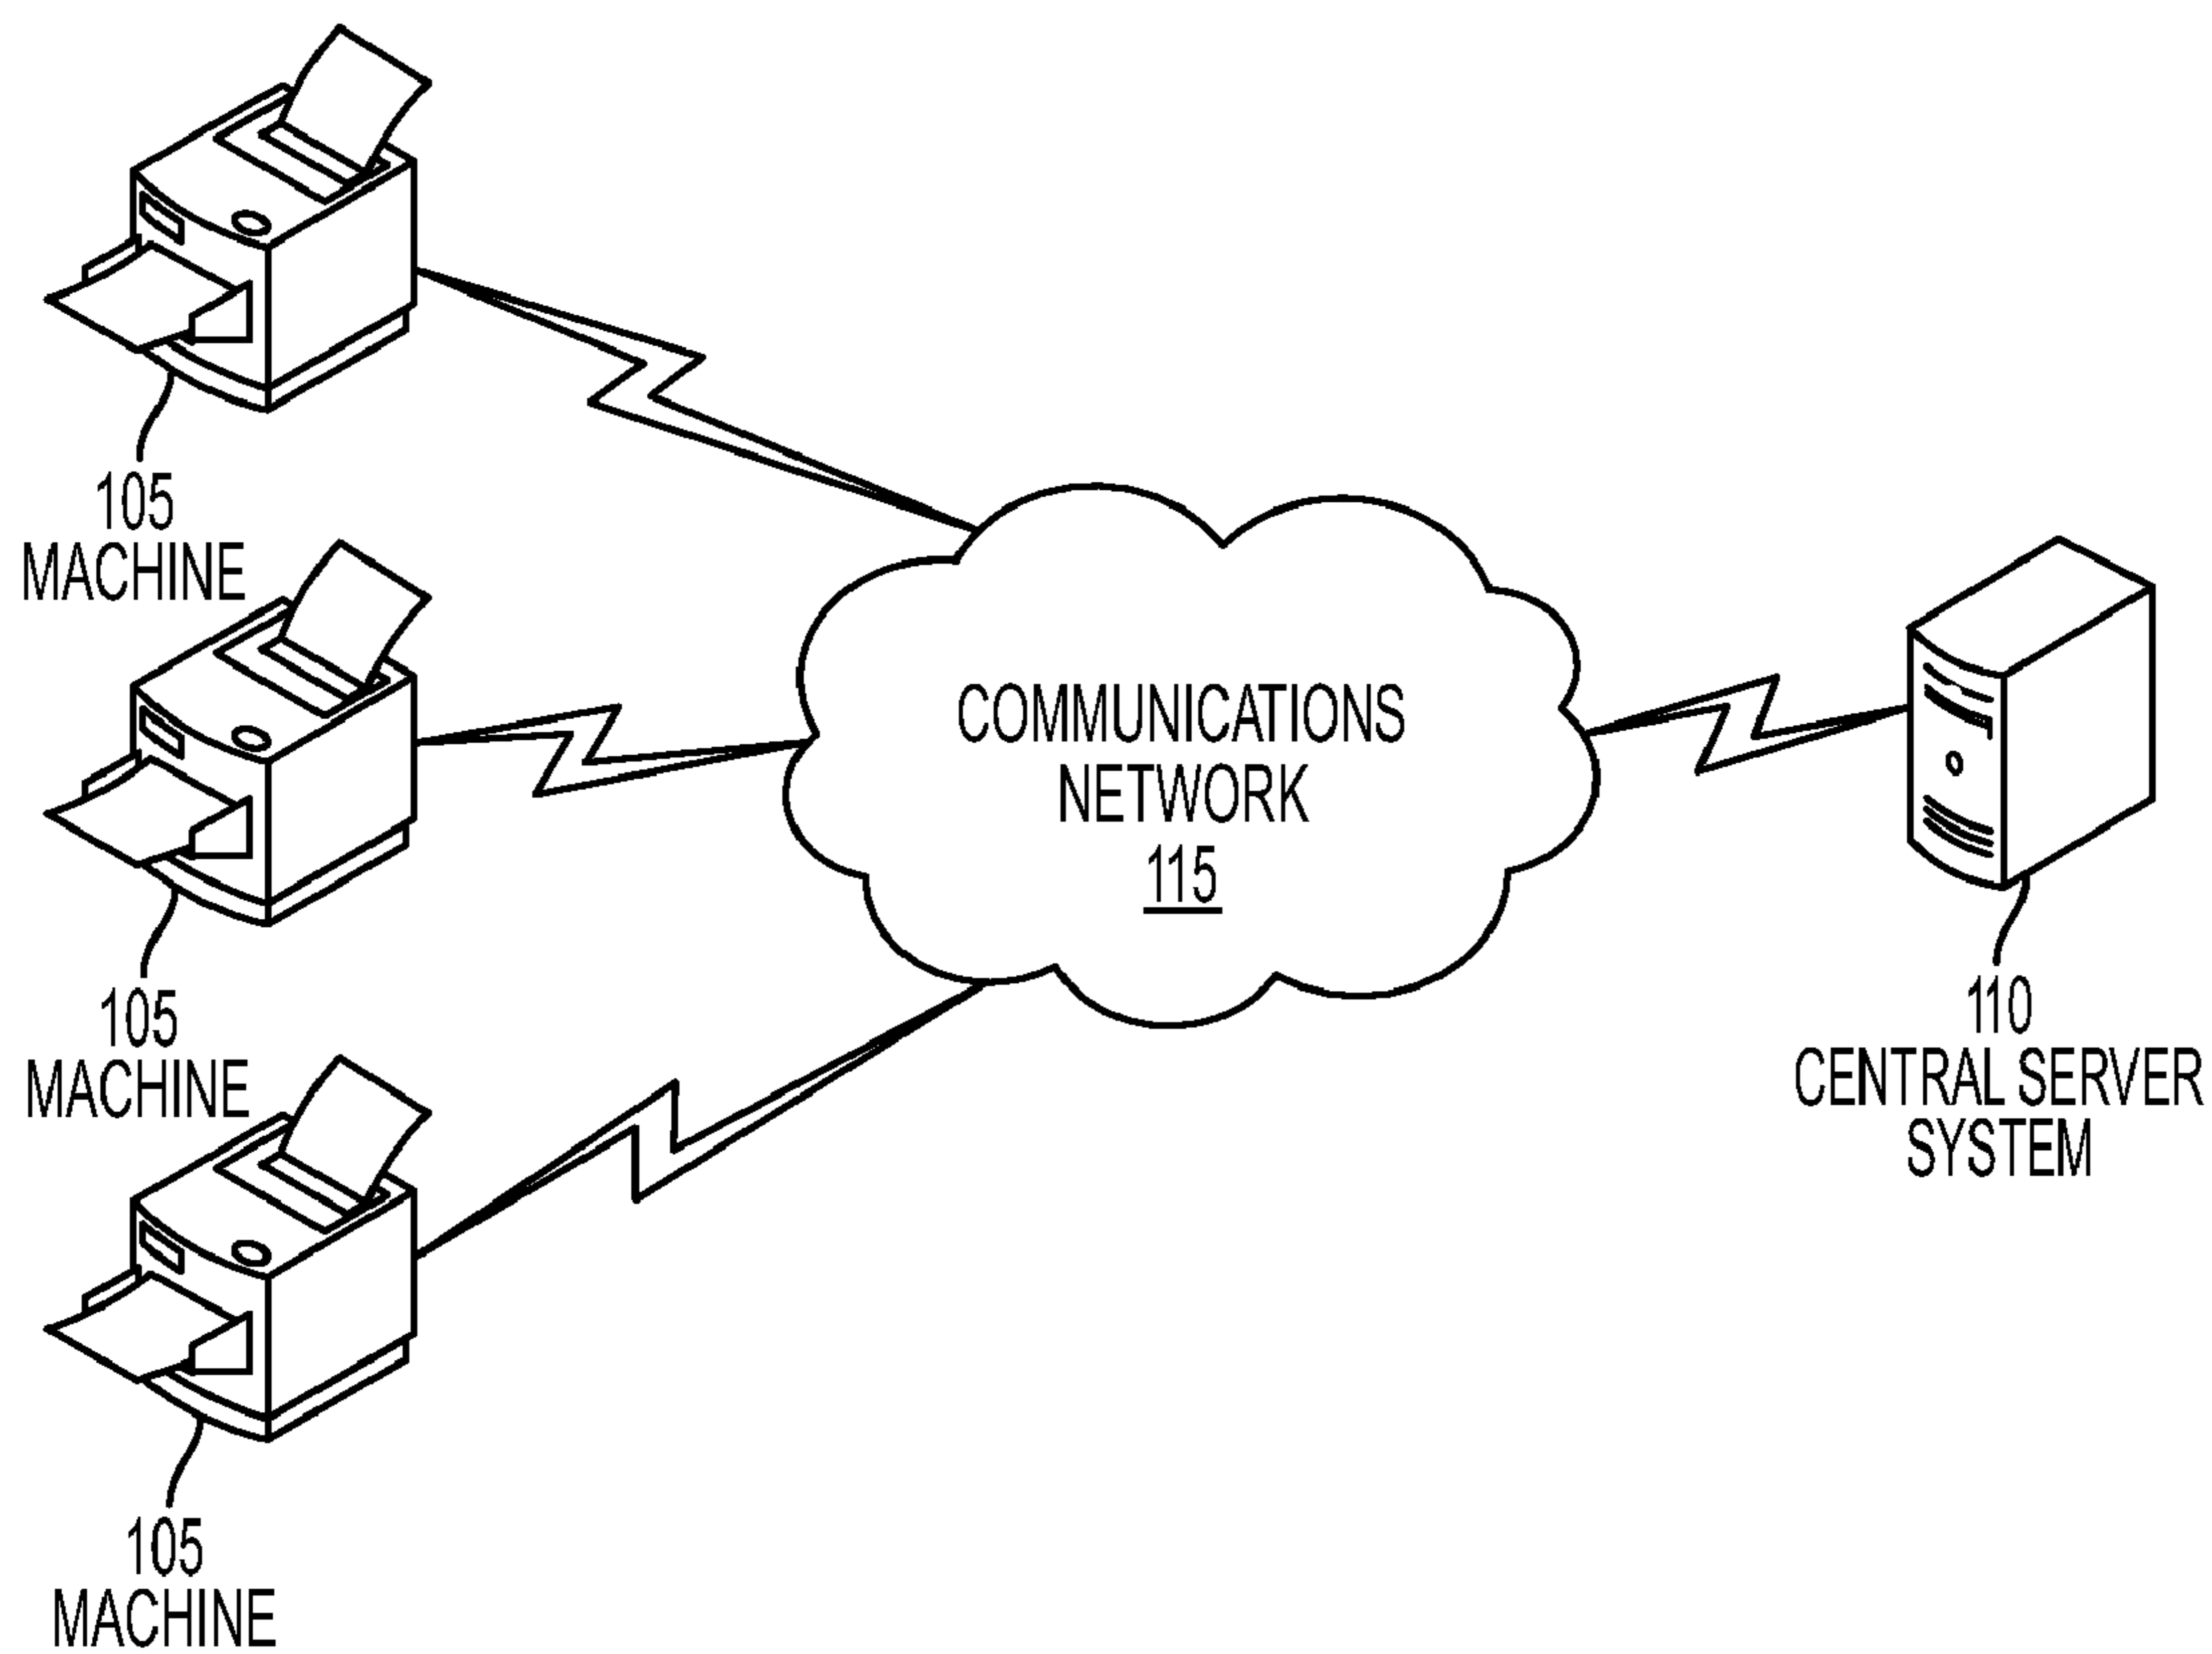 105
MACHINE
105
MACHINE
105
MACHINE
COMMUNICATIONS
NETWORK
115
110
CENTRAL SERVER
SYSTEM